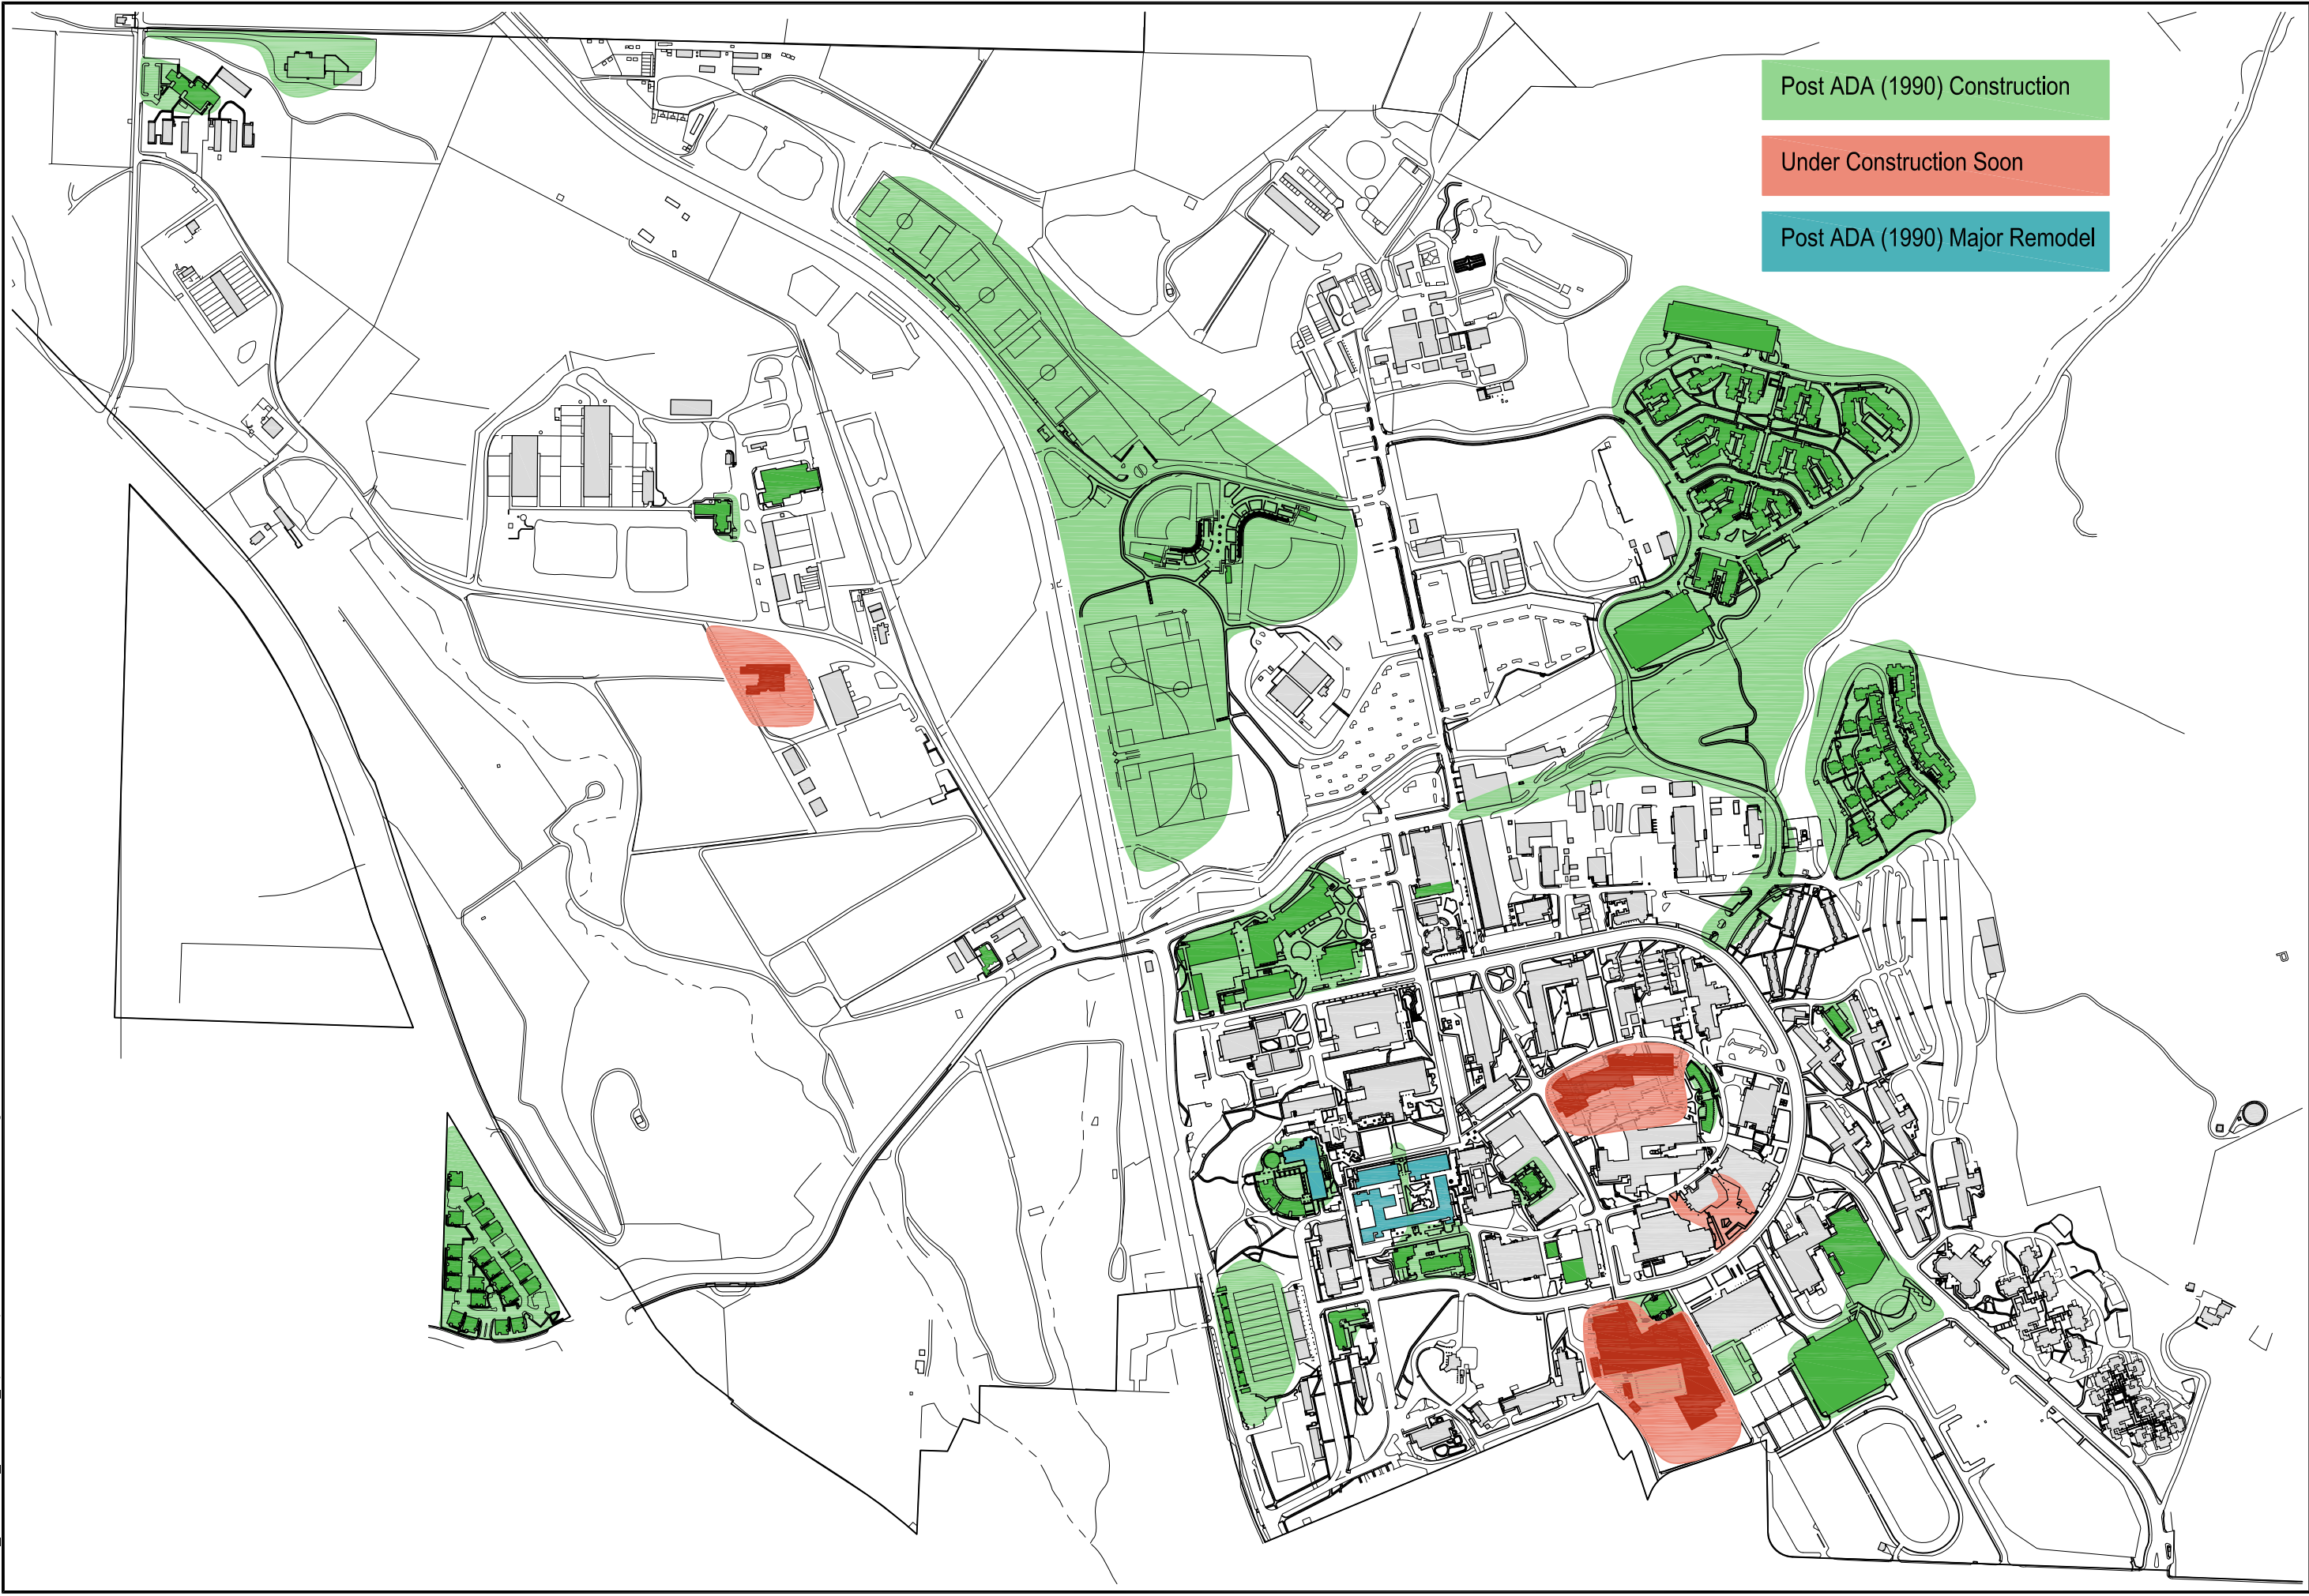 Post ADA (1990) Construction
Under Construction Soon
Post ADA (1990) Major Remodel